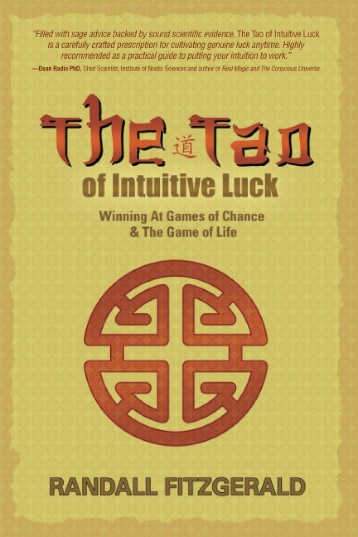 "Filled with sage advice backed by sound scientific evidence, The Tao of Intuitive Luck
is a carefully crafted prescription for cultivating genuine luck anytime. Highly
recommended as a practical guide to putting your intuition to work."
—Dean Radin PhD, Chief Scientist, Institute of Noetic Sciences and author of Real Magic and The Conscious Universe
The 道 Tao
of Intuitive Luck
Winning At Games of Chance
& The Game of Life
RANDALL FITZGERALD